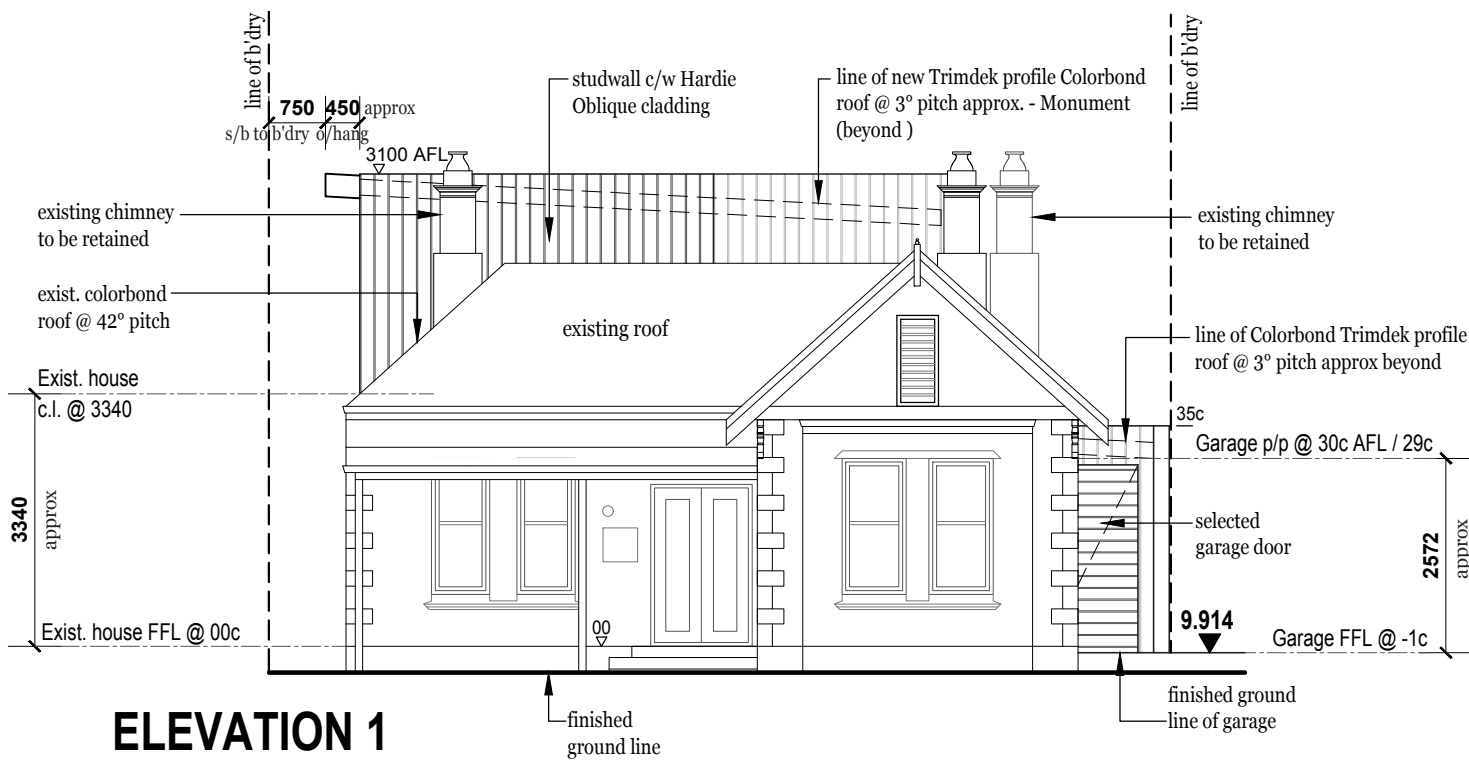 line of b'dry
line of b'dry
750 450 approx
s/b to b'dry o/hang
3100 AFL
studwall c/w Hardie
Oblique cladding
line of new Trimdek profile Colorbond
roof @ 3º pitch approx. - Monument
(beyond )
existing chimney
to be retained
existing chimney
to be retained
exist. colorbond
roof @ 42º pitch
existing roof
line of Colorbond Trimdek profile
roof @ 3º pitch approx beyond
Exist. house
c.l. @ 3340
35c
Garage p/p @ 30c AFL / 29c
3340
approx
selected
garage door
2572
approx
Exist. house FFL @ 00c
00
9.914
Garage FFL @ -1c
finished
ground line
finished ground
line of garage
ELEVATION 1